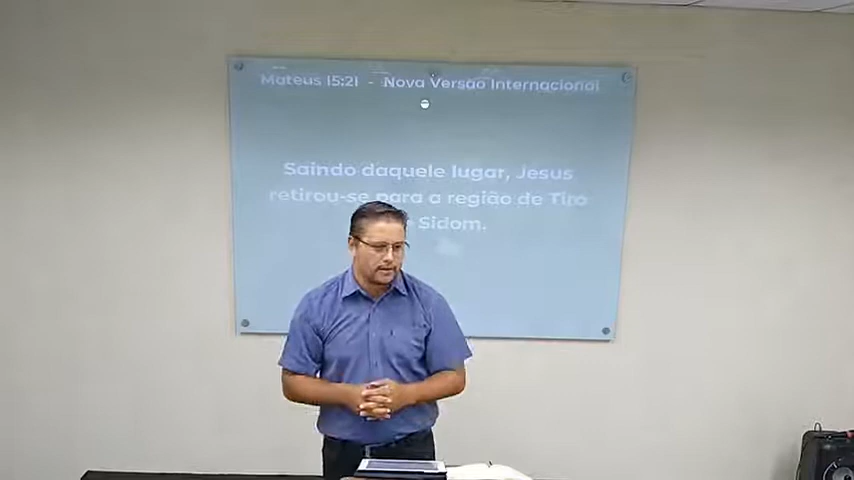 Mateus 15:21 - Nova Versão Internacional
Saindo daquele lugar, Jesus
retirou-se para a região de Tiro
e Sidom.